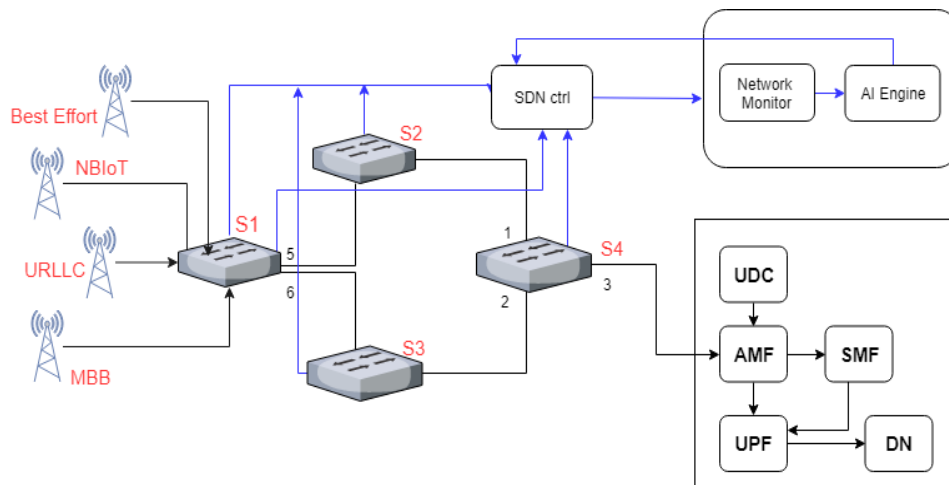 Best Effort
NBIoT
URLLC
MBB
S1
5
6
S2
S3
1
2
3
S4
SDN ctrl
Network
Monitor
AI Engine
UDC
AMF
SMF
UPF
DN